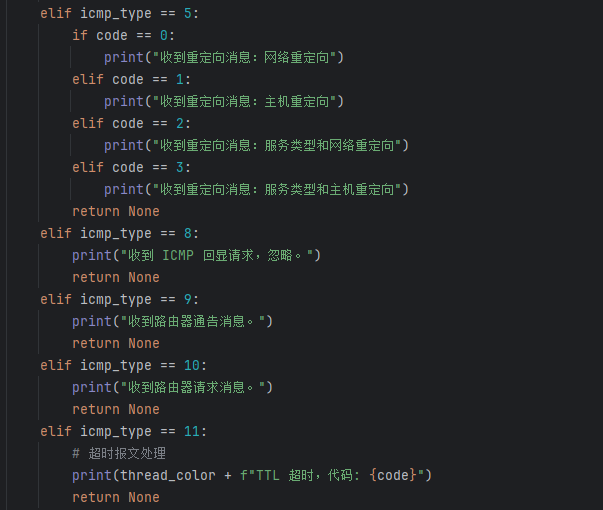 elif icmp_type == 5:
if code == 0:
print("收到重定向消息: 网络重定向")
elif code == 1:
print("收到重定向消息: 主机重定向")
elif code == 2:
print("收到重定向消息: 服务类型和网络重定向")
elif code == 3:
print("收到重定向消息: 服务类型和主机重定向")
return None
elif icmp_type == 8:
print("收到 ICMP 回显请求，忽略。")
return None
elif icmp_type == 9:
print("收到路由器通告消息。")
return None
elif icmp_type == 10:
print("收到路由器请求消息。")
return None
elif icmp_type == 11:
# 超时报文处理
print(thread_color + f"TTL 超时，代码: {code}")
return None